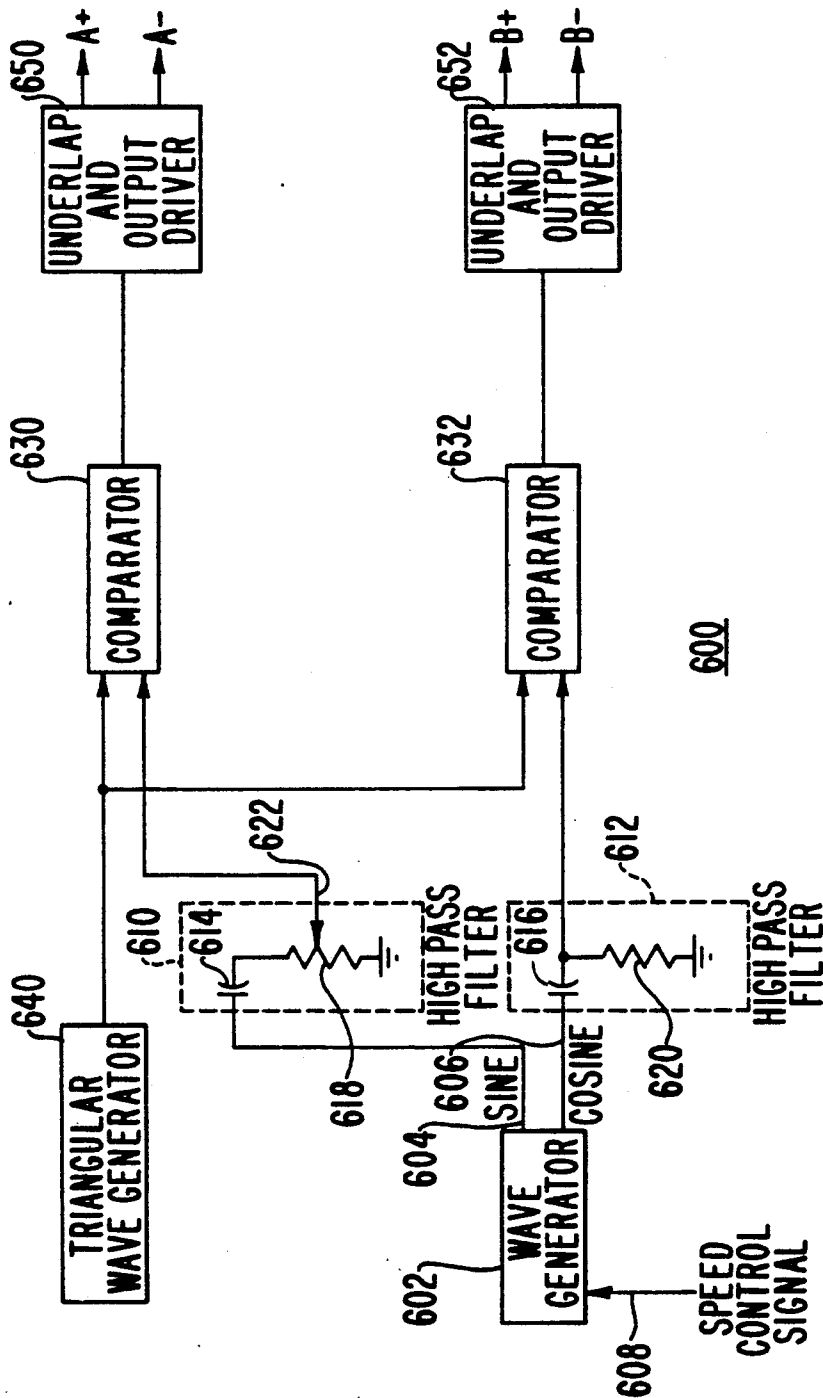 640
TRIANGULAR
WAVE GENERATOR
630
COMPARATOR
650
UNDERLAP
AND
OUTPUT
DRIVER
A+
A-
610
614
622
618
HIGH PASS
FILTER
602
WAVE
GENERATOR
604
SINE
606
COSINE
608
SPEED
CONTROL
SIGNAL
612
616
620
HIGH PASS
FILTER
632
COMPARATOR
652
UNDERLAP
AND
OUTPUT
DRIVER
B+
B-
600